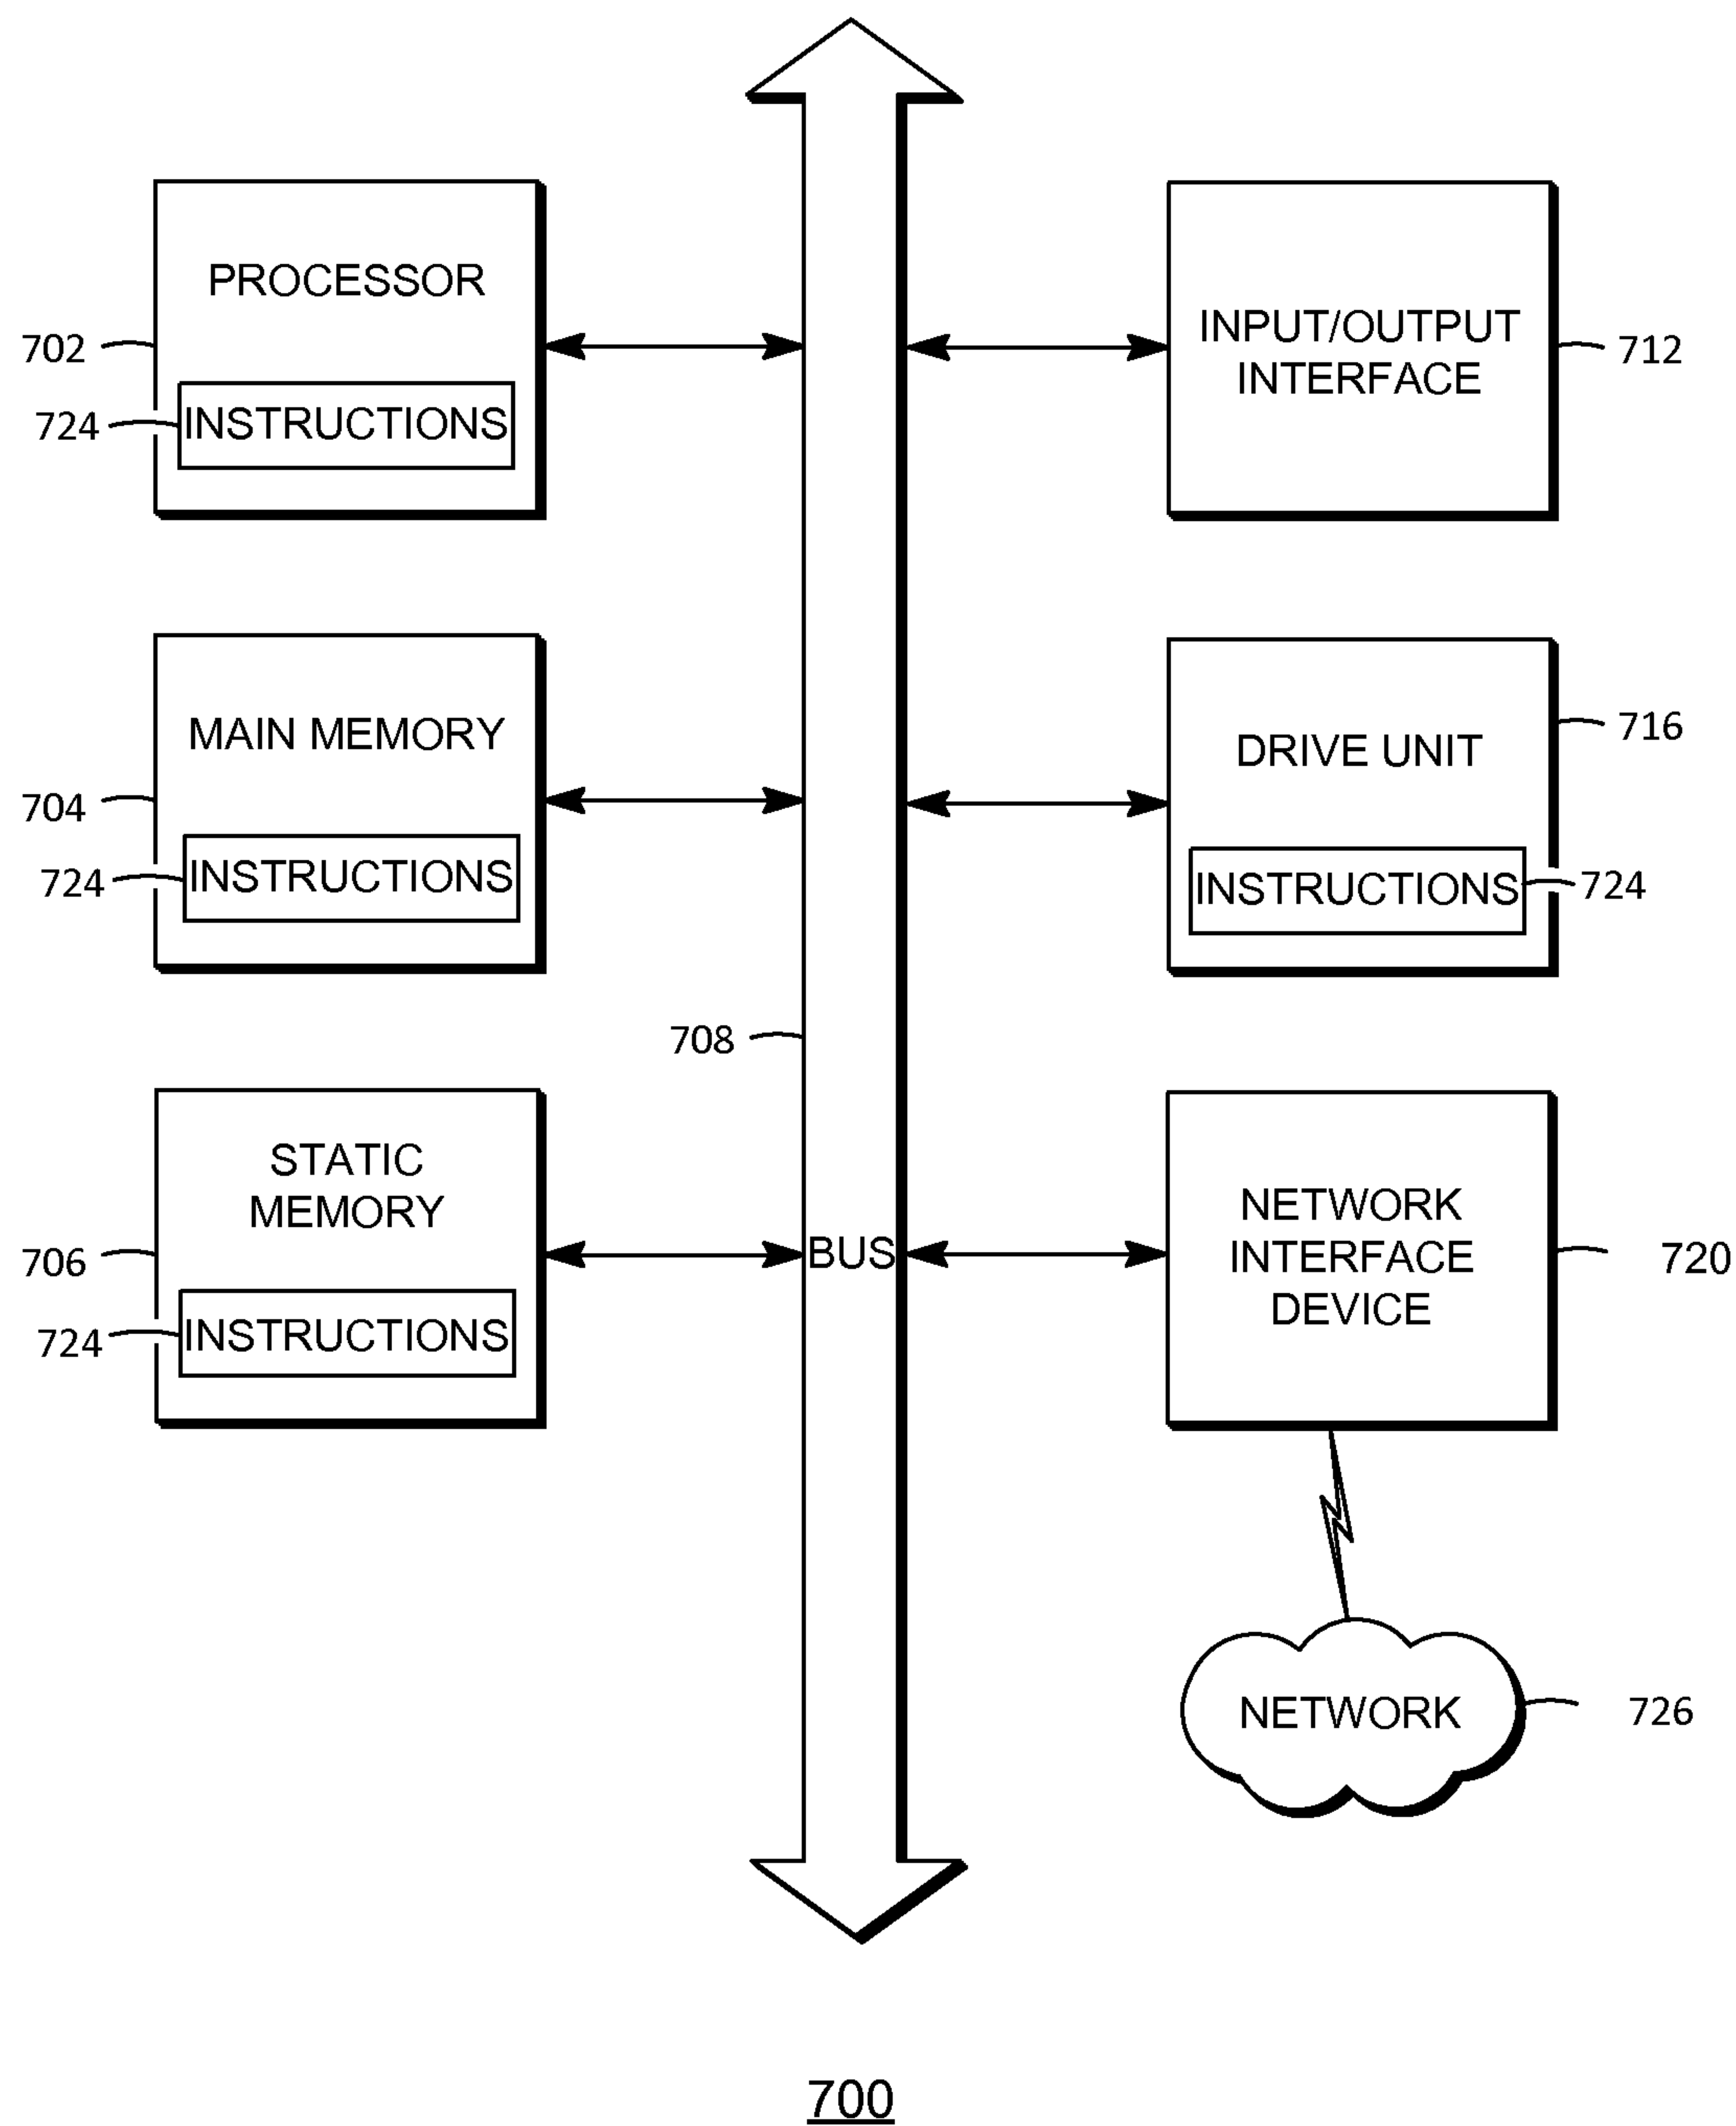 PROCESSOR
702
724
INSTRUCTIONS
INPUT/OUTPUT
INTERFACE
712
MAIN MEMORY
704
724
INSTRUCTIONS
DRIVE UNIT
716
INSTRUCTIONS
724
708
STATIC
MEMORY
706
724
INSTRUCTIONS
BUS
NETWORK
INTERFACE
DEVICE
720
NETWORK
726
700